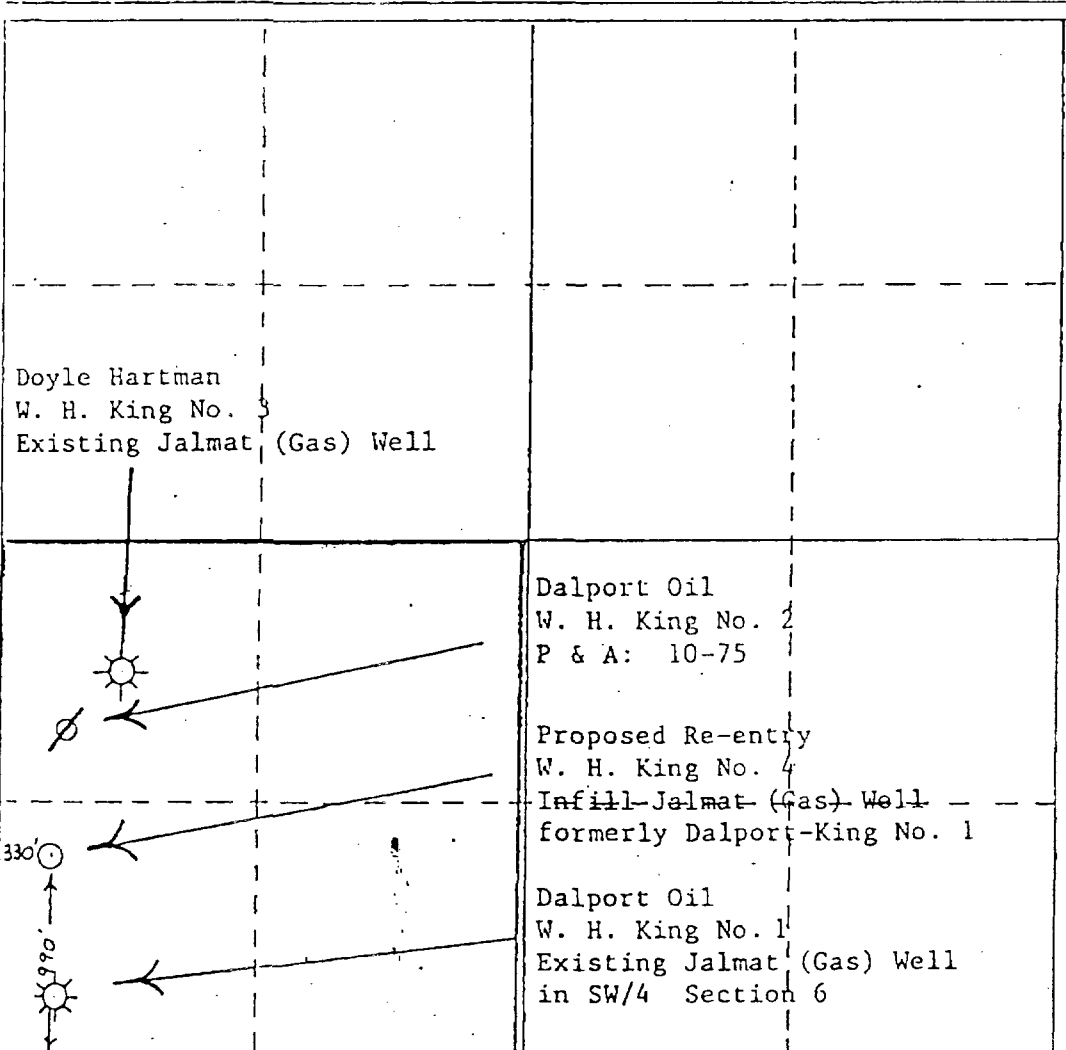 Doyle Hartman
W. H. King No. 3
Existing Jalmat (Gas) Well
Dalport Oil
W. H. King No. 2
P & A: 10-75
Proposed Re-entry
W. H. King No. 4
Infill Jalmat (Gas) Well
formerly Dalport-King No. 1
330'
990'
Dalport Oil
W. H. King No. 1
Existing Jalmat (Gas) Well
in SW/4 Section 6